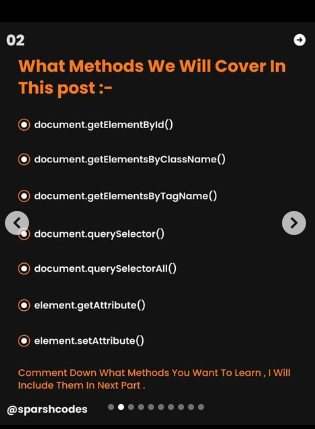 02
What Methods We Will Cover In
This post :-
document.getElementById()
document.getElementsByClassName()
document.getElementsByTagName()
document.querySelector()
document.querySelectorAll()
element.getAttribute()
element.setAttribute()
Comment Down What Methods You Want To Learn , I Will
Include Them In Next Part .
@sparshcodes